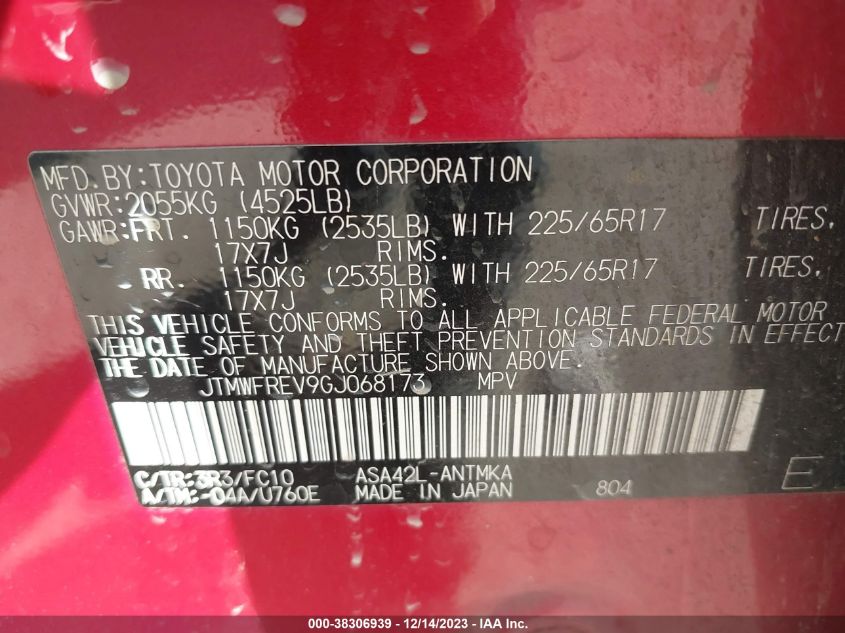 MFD.BY:TOYOTA MOTOR CORPORATION
GVWR:2055KG (4525LB)
GAWR:FRT. 1150KG (2535LB) WITH 225/65R17 TIRES,
17X7J RIMS.
RR. 1150KG (2535LB) WITH 225/65R17 TIRES,
17X7J RIMS.
THIS VEHICLE CONFORMS TO ALL APPLICABLE FEDERAL MOTOR
VEHICLE SAFETY AND THEFT PREVENTION STANDARDS IN EFFECT
THE DATE OF MANUFACTURE SHOWN ABOVE.
JTMWFREV9GJ068173 MPV
C/TR:3R3/FC10 ASA42L-ANTMKA
A/TM:-04A/U760E MADE IN JAPAN 804 E
000-38306939 - 12/14/2023 - IAA Inc.